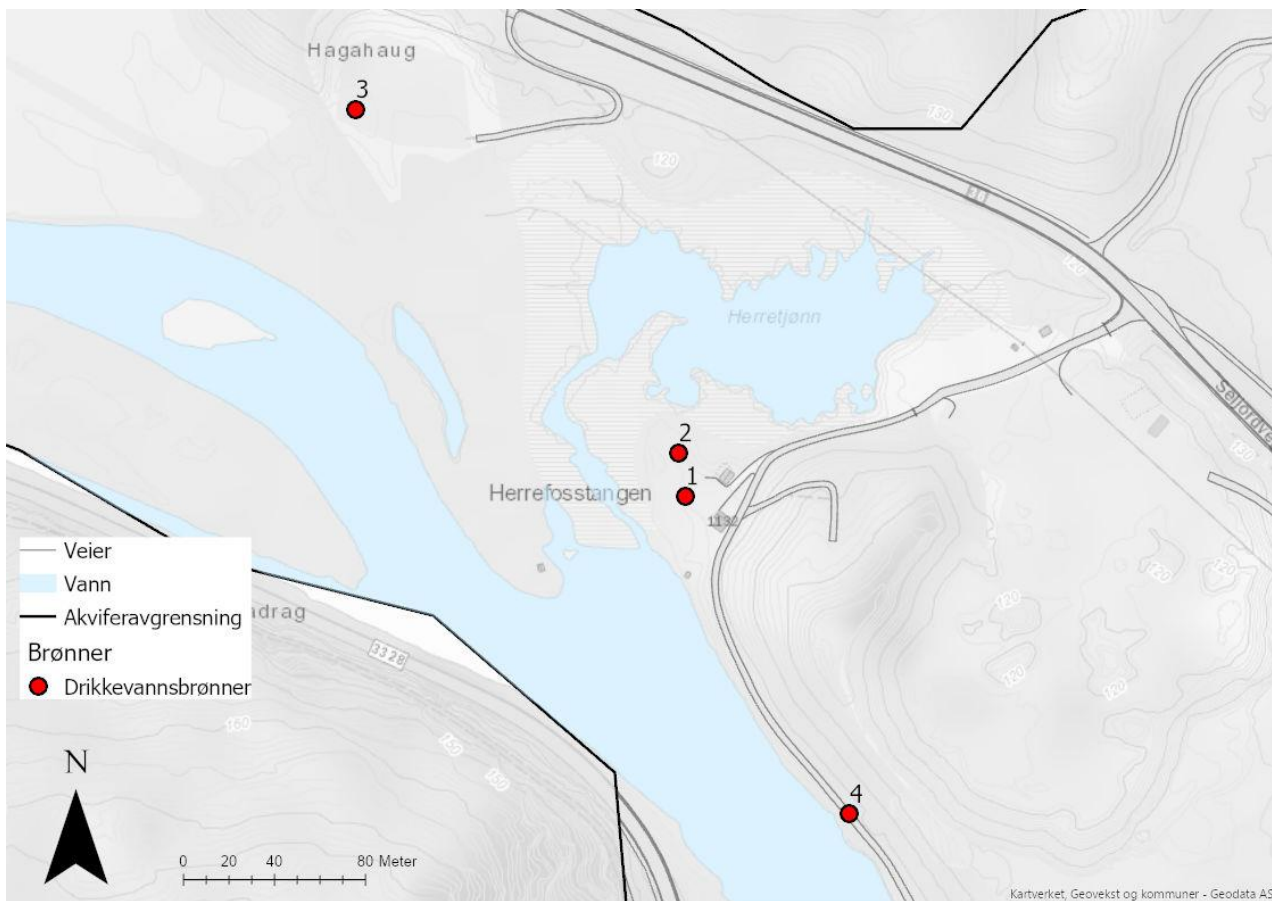 Hagahaug
3
130
120
120
Herretjønn
2
1
Herrefosstangen
1132
130
120
120
120
120
Veier
Vann
Akviferavgrensning
Brønner
Drikkevannsbrønner
3328
160
150
150
4
N
0 20 40 80 Meter
Kartverket, Geovekst og kommuner - Geodata AS